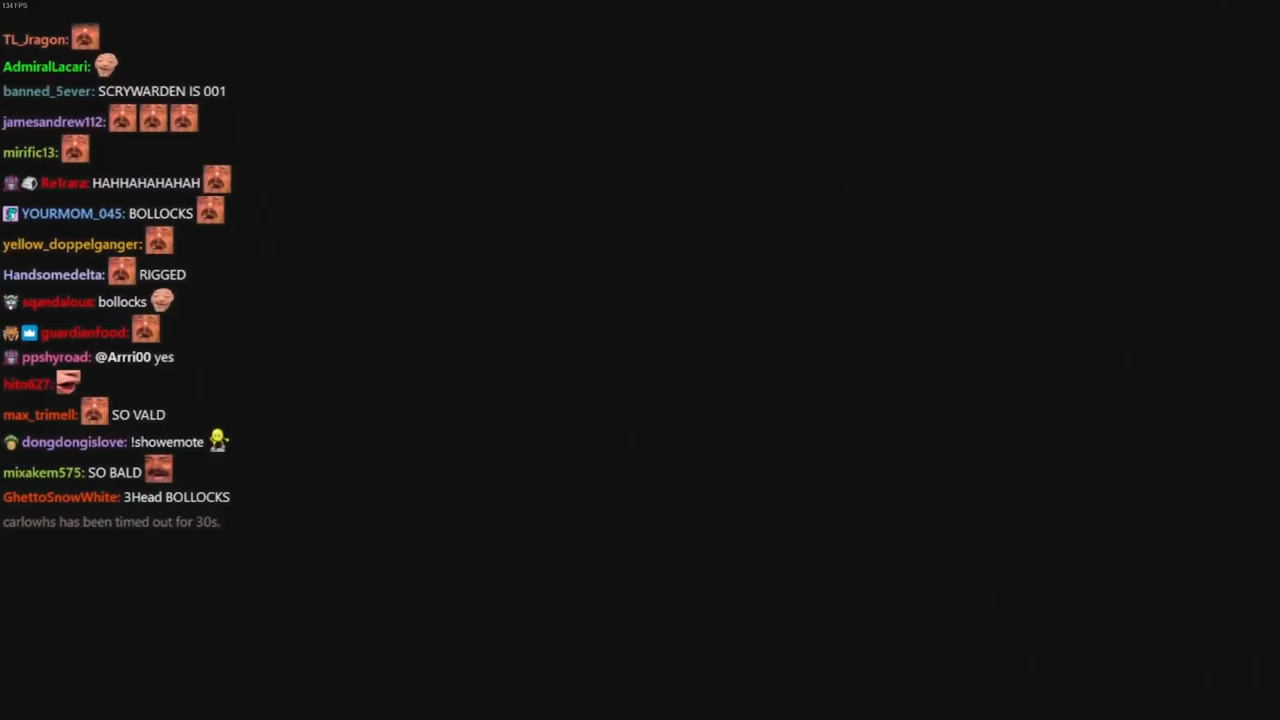 134 FPS
TL_Jragon:
AdmiralLacari:
banned_5ever: SCRYWARDEN IS 001
jamesandrew112:
mirific13:
Re1rara: HAHHAHAHAHAH
YOURMOM_045: BOLLOCKS
yellow_doppelganger:
Handsomedelta: RIGGED
sqandalous: bollocks
guardianfood:
ppshyroad: @Arrri00 yes
hitn627:
max_trimell: SO VALD
dongdongislove: !showemote
mixakem575: SO BALD
GhettoSnowWhite: 3Head BOLLOCKS
carlowhs has been timed out for 30s.